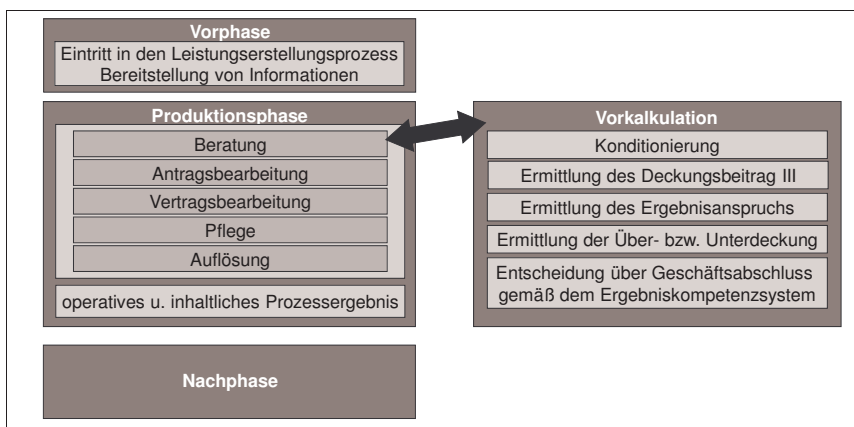 Vorphase
Eintritt in den Leistungserstellungsprozess
Bereitstellung von Informationen
Produktionsphase
Beratung
Antragsbearbeitung
Vertragsbearbeitung
Pflege
Auflösung
operatives u. inhaltliches Prozessergebnis
Nachphase
Vorkalkulation
Konditionierung
Ermittlung des Deckungsbeitrag III
Ermittlung des Ergebnisanspruchs
Ermittlung der Über- bzw. Unterdeckung
Entscheidung über Geschäftsabschluss
gemäß dem Ergebniskompetenzsystem